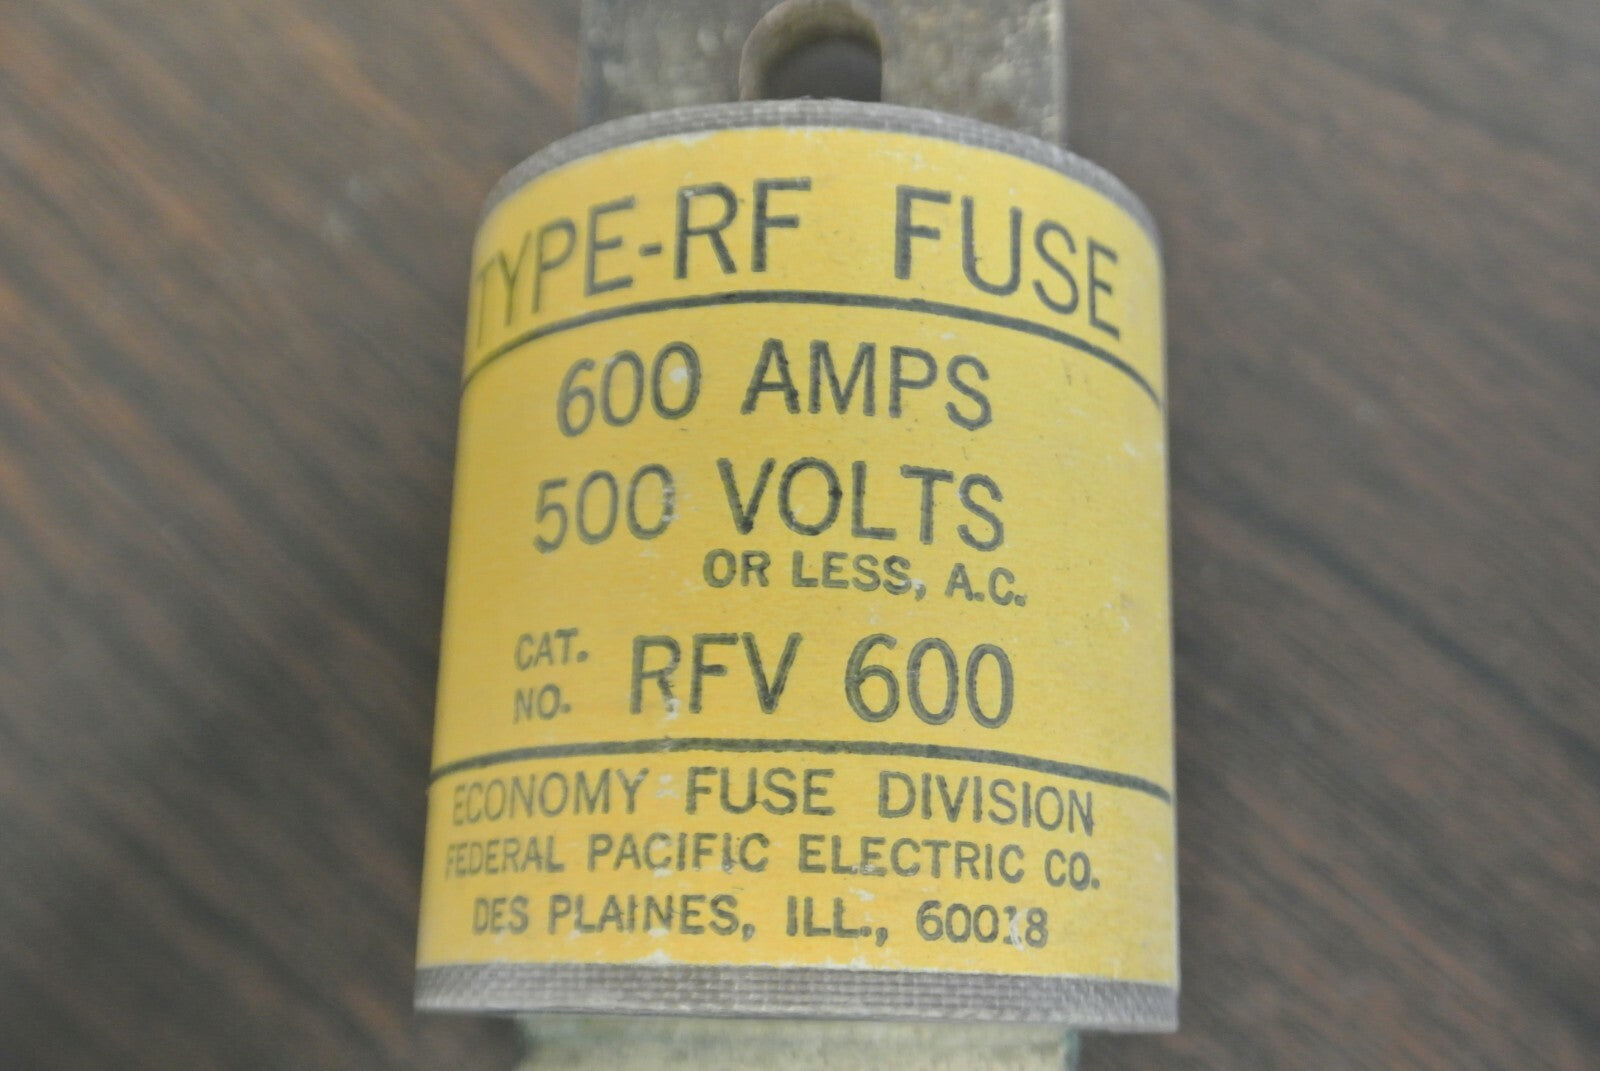 TYPE-RF FUSE
600 AMPS
500 VOLTS
OR LESS, A.C.
CAT. NO. RFV 600
ECONOMY FUSE DIVISION
FEDERAL PACIFIC ELECTRIC CO.
DES PLAINES, ILL., 60018